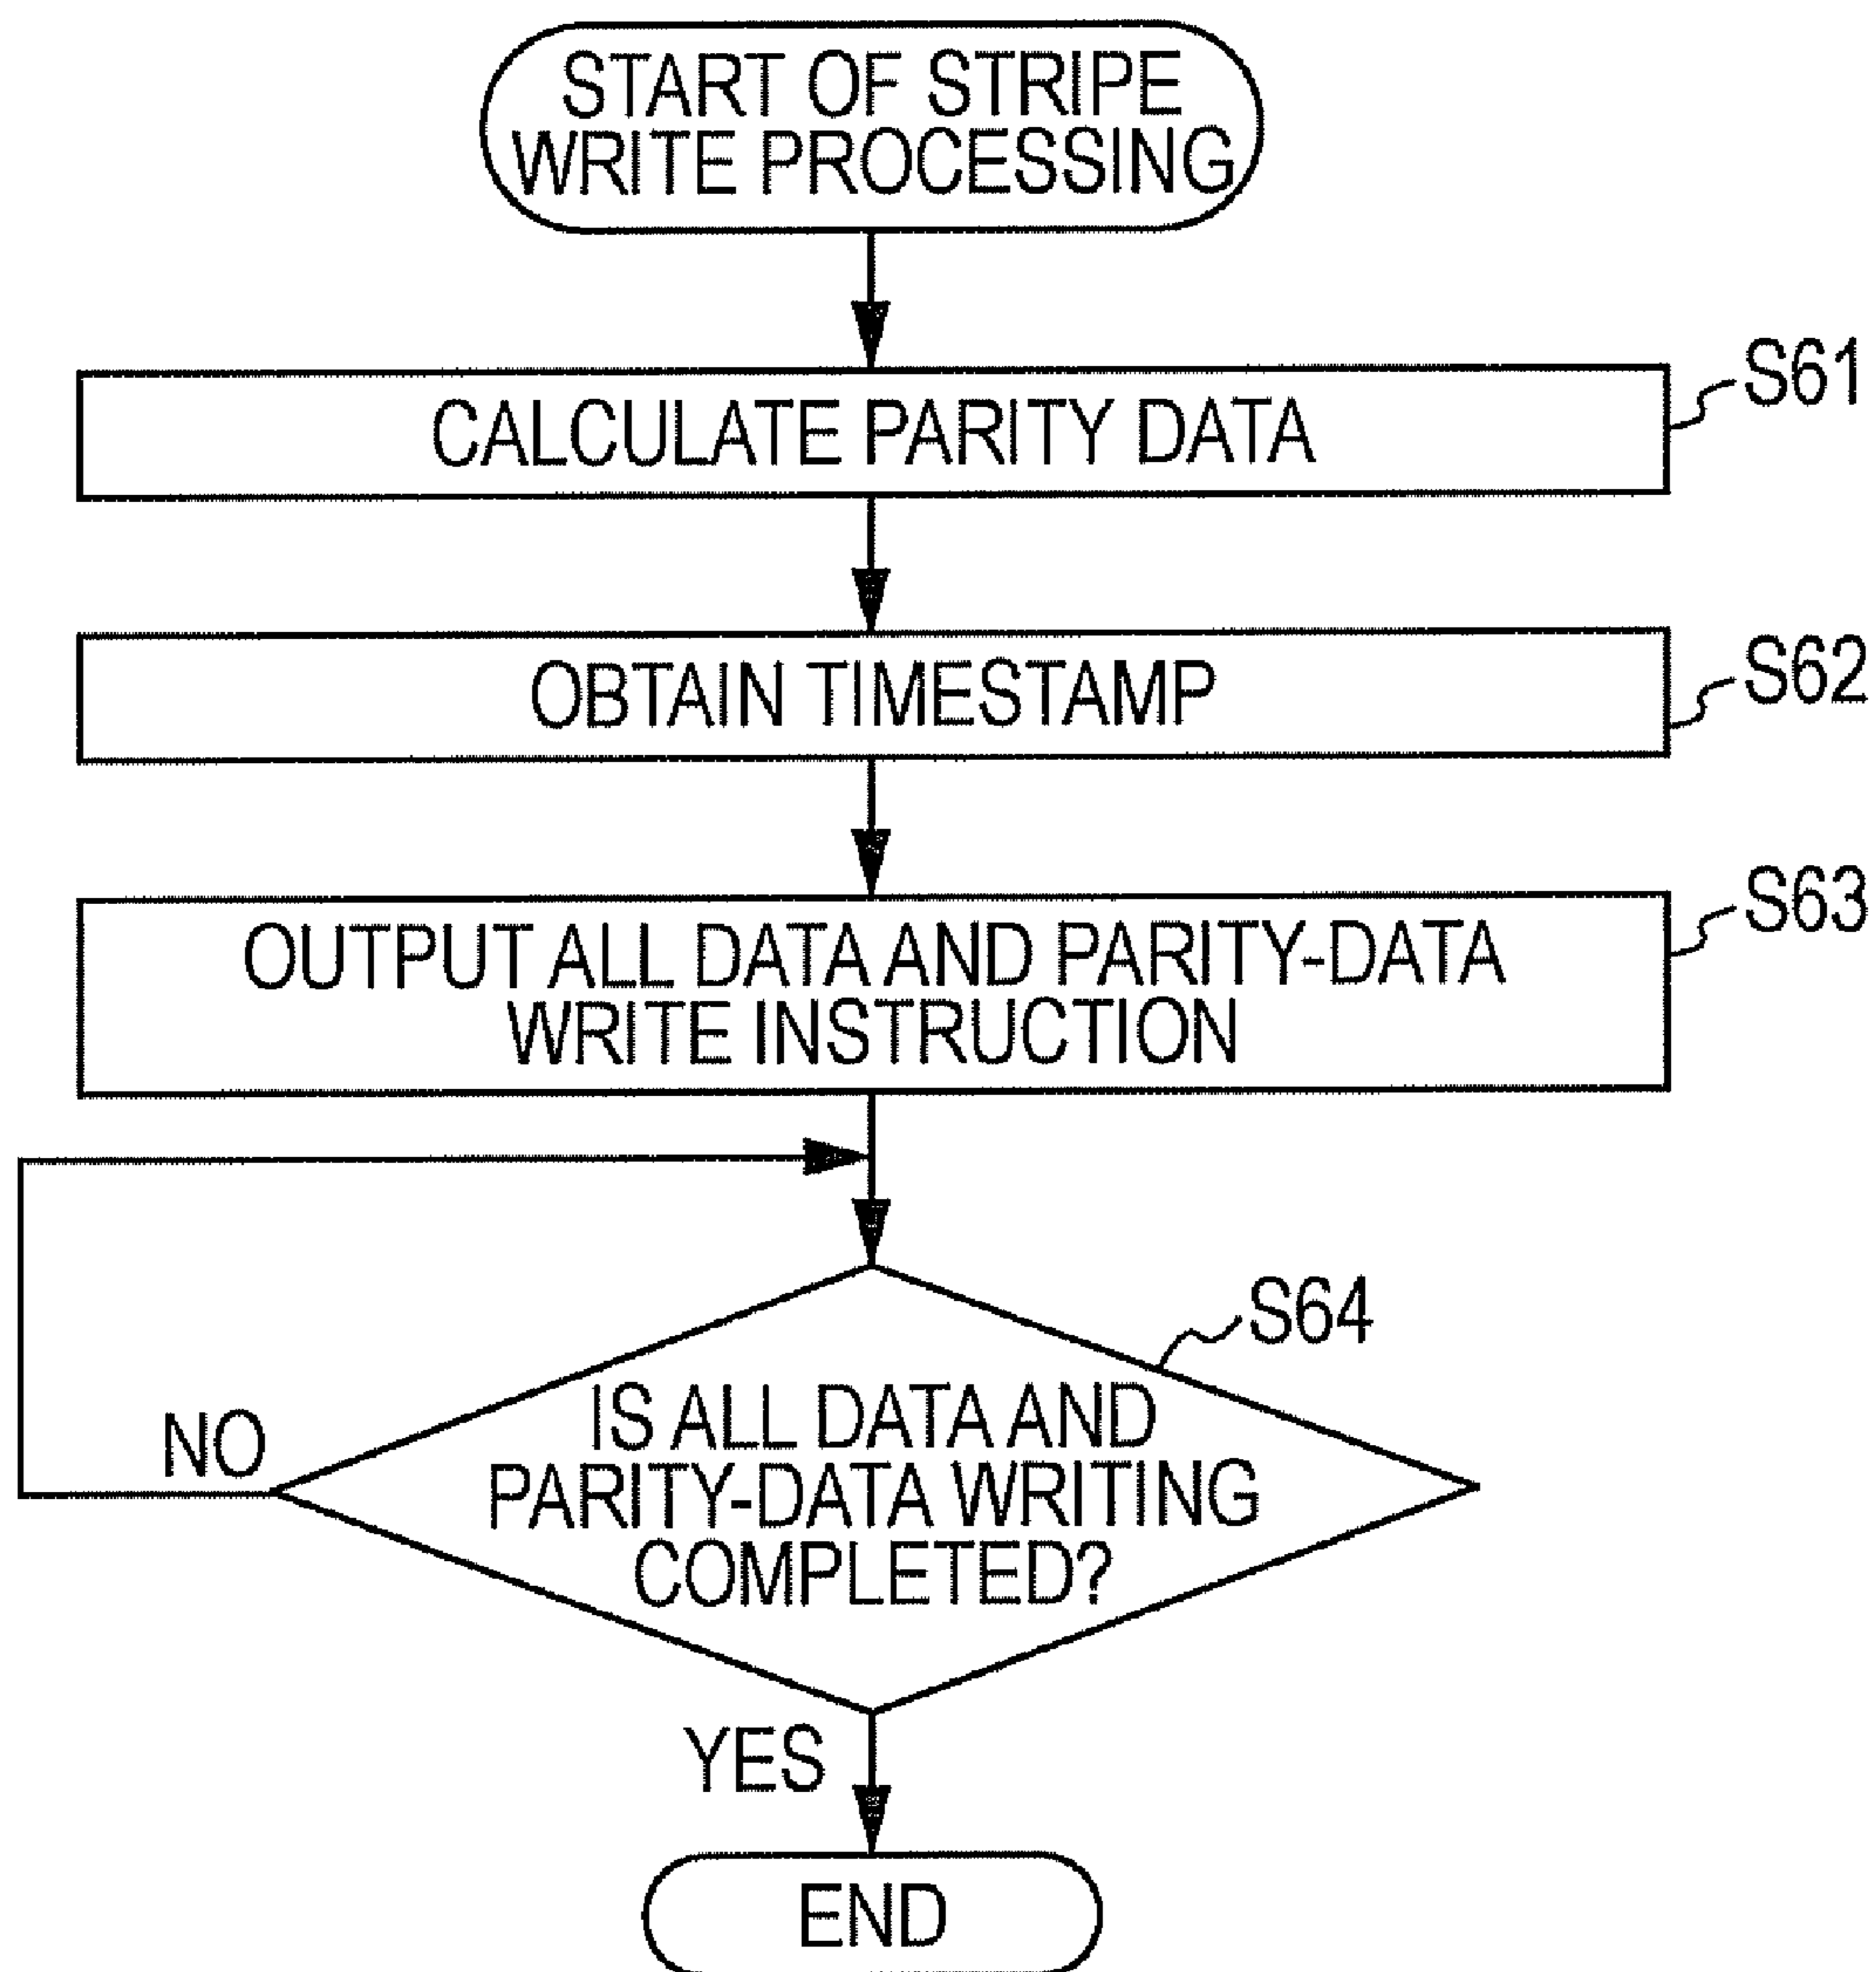 START OF STRIPE
WRITE PROCESSING
S61
CALCULATE PARITY DATA
S62
OBTAIN TIMESTAMP
S63
OUTPUT ALL DATA AND PARITY-DATA
WRITE INSTRUCTION
S64
IS ALL DATA AND
PARITY-DATA WRITING
COMPLETED?
NO
YES
END